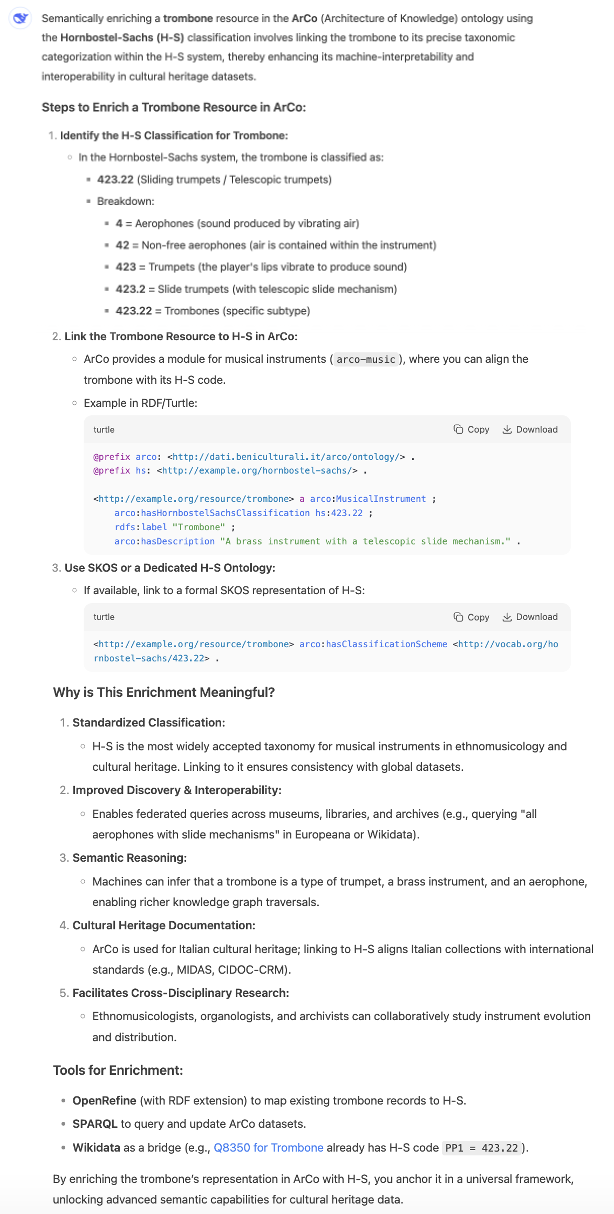 Semantically enriching a trombone resource in the ArCo (Architecture of Knowledge) ontology using
the Hornbostel-Sachs (H-S) classification involves linking the trombone to its precise taxonomic
categorization within the H-S system, thereby enhancing its machine-interpretability and
interoperability in cultural heritage datasets.
Steps to Enrich a Trombone Resource in ArCo:
1. Identify the H-S Classification for Trombone:
In the Hornbostel-Sachs system, the trombone is classified as:
423.22 (Sliding trumpets / Telescopic trumpets)
Breakdown:
4 = Aerophones (sound produced by vibrating air)
42 = Non-free aerophones (air is contained within the instrument)
423 = Trumpets (the player's lips vibrate to produce sound)
423.2 = Slide trumpets (with telescopic slide mechanism)
423.22 = Trombones (specific subtype)
2. Link the Trombone Resource to H-S in ArCo:
ArCo provides a module for musical instruments ( arco-music ), where you can align the
trombone with its H-S code.
Example in RDF/Turtle:
turtle Copy Download
@prefix arco: <http://dati.beniculturali.it/arco/ontology/> .
@prefix hs: <http://example.org/hornbostel-sachs/> .
<http://example.org/resource/trombone> a arco:MusicalInstrument ;
arco:hasHornbostelSachsClassification hs:423.22 ;
rdfs:label "Trombone" ;
arco:hasDescription "A brass instrument with a telescopic slide mechanism." .
3. Use SKOS or a Dedicated H-S Ontology:
If available, link to a formal SKOS representation of H-S:
turtle Copy Download
<http://example.org/resource/trombone> arco:hasClassificationScheme <http://vocab.org/ho
rnbostel-sachs/423.22> .
Why is This Enrichment Meaningful?
1. Standardized Classification:
H-S is the most widely accepted taxonomy for musical instruments in ethnomusicology and
cultural heritage. Linking to it ensures consistency with global datasets.
2. Improved Discovery & Interoperability:
Enables federated queries across museums, libraries, and archives (e.g., querying "all
aerophones with slide mechanisms" in Europeana or Wikidata).
3. Semantic Reasoning:
Machines can infer that a trombone is a type of trumpet, a brass instrument, and an aerophone,
enabling richer knowledge graph traversals.
4. Cultural Heritage Documentation:
ArCo is used for Italian cultural heritage; linking to H-S aligns Italian collections with international
standards (e.g., MIDAS, CIDOC-CRM).
5. Facilitates Cross-Disciplinary Research:
Ethnomusicologists, organologists, and archivists can collaboratively study instrument evolution
and distribution.
Tools for Enrichment:
OpenRefine (with RDF extension) to map existing trombone records to H-S.
SPARQL to query and update ArCo datasets.
Wikidata as a bridge (e.g., Q8350 for Trombone already has H-S code PP1 = 423.22 ).
By enriching the trombone's representation in ArCo with H-S, you anchor it in a universal framework,
unlocking advanced semantic capabilities for cultural heritage data.